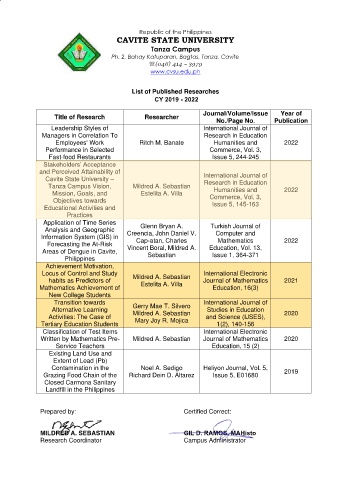 Republic of the Philippines
CAVITE STATE UNIVERSITY
Tanza Campus
Ph. 2, Bahay Katuparan, Bagtas, Tanza, Cavite
(046) 414 – 3979
www.cvsu.edu.ph
List of Published Researches
CY 2019 - 2022
Title of Research
Researcher
Journal/Volume/Issue
No./Page No.
Year of
Publication
Leadership Styles of
Managers in Correlation To
Employees' Work
Performance in Selected
Fast food Restaurants
Ritch M. Banate
International Journal of
Research in Education
Humanities and
Commerce, Vol. 3,
Issue 5, 244-245
2022
Stakeholders' Acceptance
and Perceived Attainability of
Cavite State University –
Tanza Campus Vision,
Mission, Goals, and
Objectives towards
Educational Activities and
Practices
Mildred A. Sebastian
Estelita A. Villa
International Journal of
Research in Education
Humanities and
Commerce, Vol. 3,
Issue 5, 145-163
2022
Application of Time Series
Analysis and Geographic
Information System (GIS) in
Forecasting the At-Risk
Areas of Dengue in Cavite,
Philippines
Glenn Bryan A.
Creencia, John Daniel V.
Cap-atan, Charles
Vincent Boral, Mildred A.
Sebastian
Turkish Journal of
Computer and
Mathematics
Education, Vol. 13,
Issue 1, 364-371
2022
Achievement Motivation,
Locus of Control and Study
habits as Predictors of
Mathematics Achievement of
New College Students
Mildred A. Sebastian
Estelita A. Villa
International Electronic
Journal of Mathematics
Education, 16(3)
2021
Transition towards
Alternative Learning
Activities: The Case of
Tertiary Education Students
Gerry Mae T. Silvero
Mildred A. Sebastian
Mary Joy R. Mojica
International Journal of
Studies in Education
and Science (IJSES),
1(2), 140-156
2020
Classification of Test Items
Written by Mathematics Pre-
Service Teachers
Mildred A. Sebastian
International Electronic
Journal of Mathematics
Education, 15 (2)
2020
Existing Land Use and
Extent of Lead (Pb)
Contamination in the
Grazing Food Chain of the
Closed Carmona Sanitary
Landfill in the Philippines
Noel A. Sedigo
Richard Dein D. Altarez
Heliyon Journal, Vol. 5,
Issue 5, E01680
2019
Prepared by:
Certified Correct:
MILDRED A. SEBASTIAN
GIL D. RAMOS, MAHisto
Research Coordinator
Campus Administrator